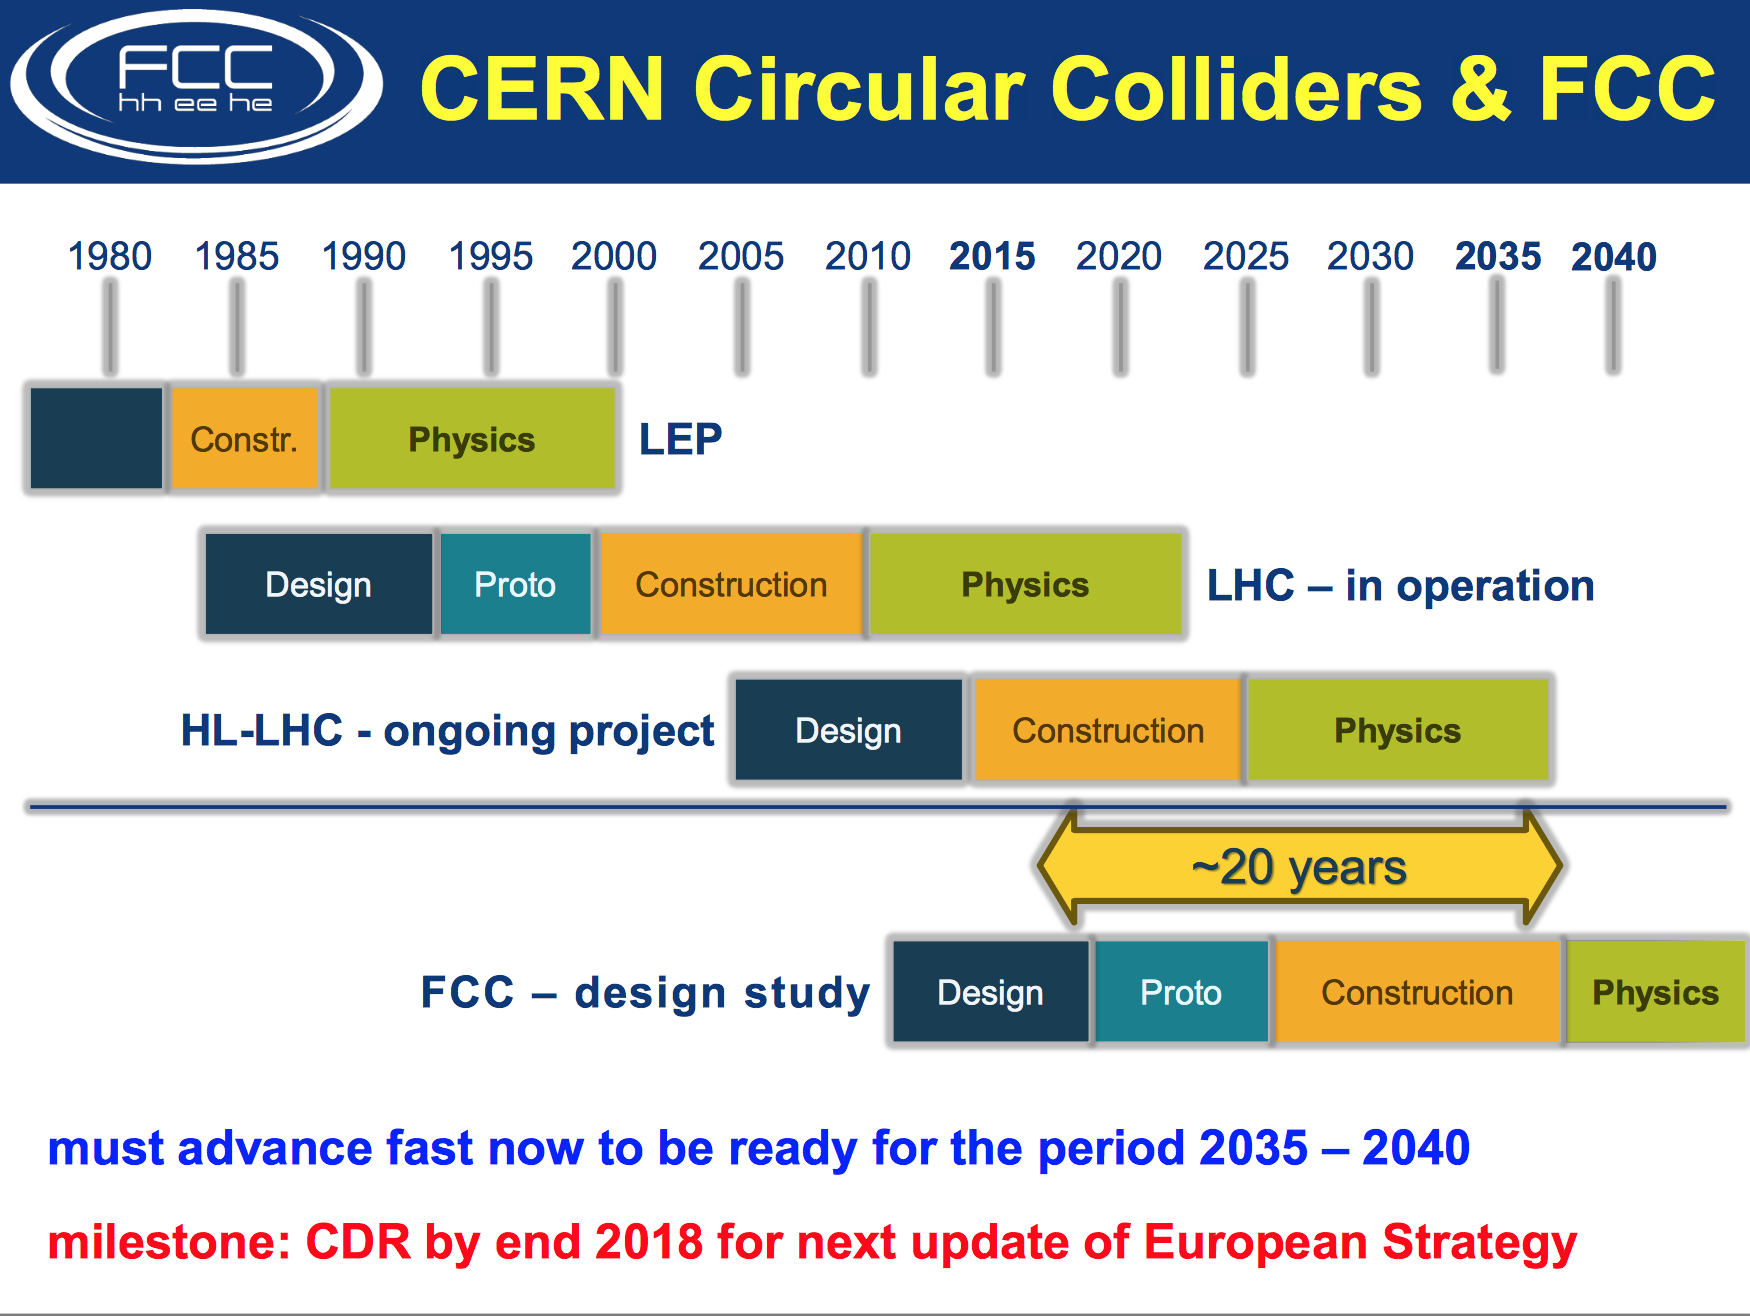 FCC
hh ee he
CERN Circular Colliders & FCC
1980 1985 1990 1995 2000 2005 2010 2015 2020 2025 2030 2035 2040
Constr. Physics LEP
Design Proto Construction Physics LHC – in operation
HL-LHC - ongoing project Design Construction Physics
~20 years
FCC – design study Design Proto Construction Physics
must advance fast now to be ready for the period 2035 – 2040
milestone: CDR by end 2018 for next update of European Strategy